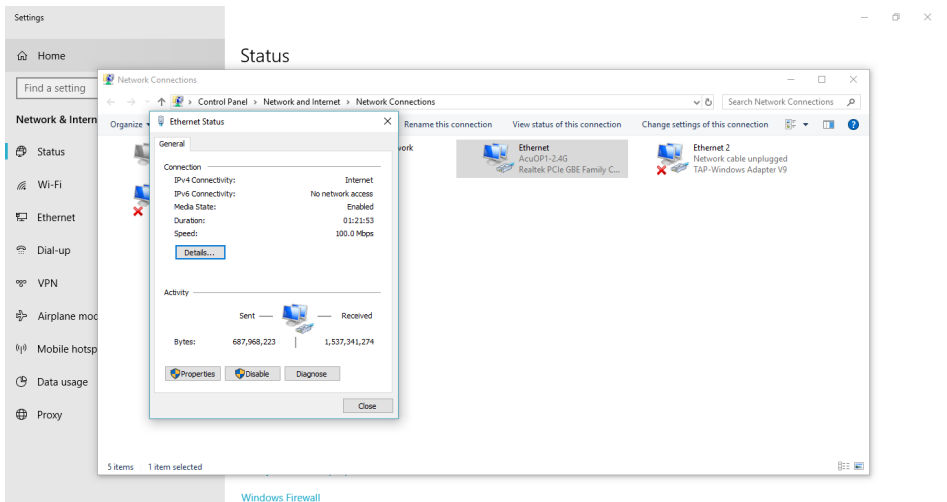 Settings
Home
Status
Find a setting
Network & Intern
Status
Wi-Fi
Ethernet
Dial-up
VPN
Airplane mod
Mobile hotsp
Data usage
Proxy
Network Connections
Control Panel > Network and Internet > Network Connections
Search Network Connections
Organize
Rename this connection
View status of this connection
Change settings of this connection
work
Ethernet
AcuOP1-2.4G
Realtek PCIe GBE Family C...
Ethernet 2
Network cable unplugged
TAP-Windows Adapter V9
Ethernet Status
General
Connection
IPv4 Connectivity: Internet
IPv6 Connectivity: No network access
Media State: Enabled
Duration: 01:21:53
Speed: 100.0 Mbps
Details...
Activity
Sent — — Received
Bytes: 687,968,223 | 1,537,341,274
Properties
Disable
Diagnose
Close
5 items 1 item selected
Windows Firewall